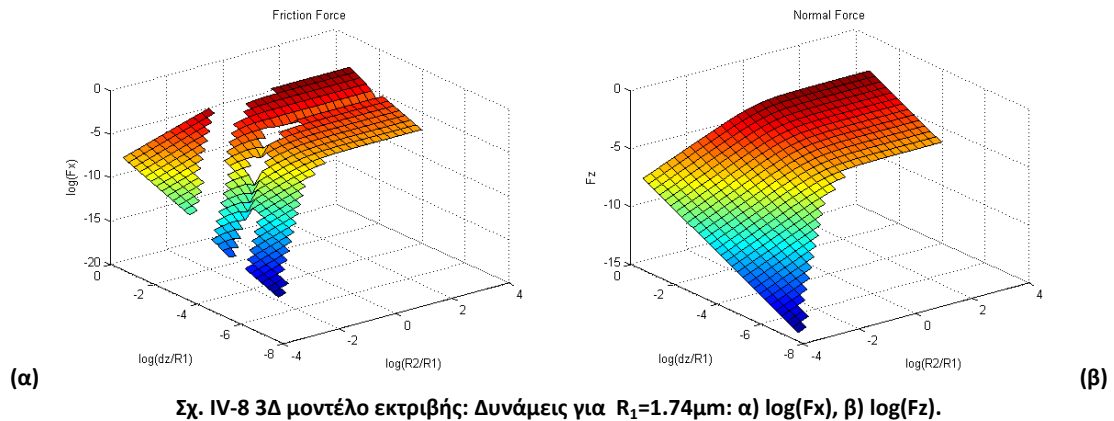 Friction Force
0
-5
-10
-15
-20
log(Fx)
0
-2
-4
-6
-8
log(dz/R1)
-4
-2
0
2
4
log(R2/R1)
Normal Force
0
-5
-10
-15
Fz
0
-2
-4
-6
-8
log(dz/R1)
-4
-2
0
2
4
log(R2/R1)
(α)
(β)
Σχ. IV-8 3Δ μοντέλο εκτριβής: Δυνάμεις για R₁=1.74μm: α) log(Fx), β) log(Fz).